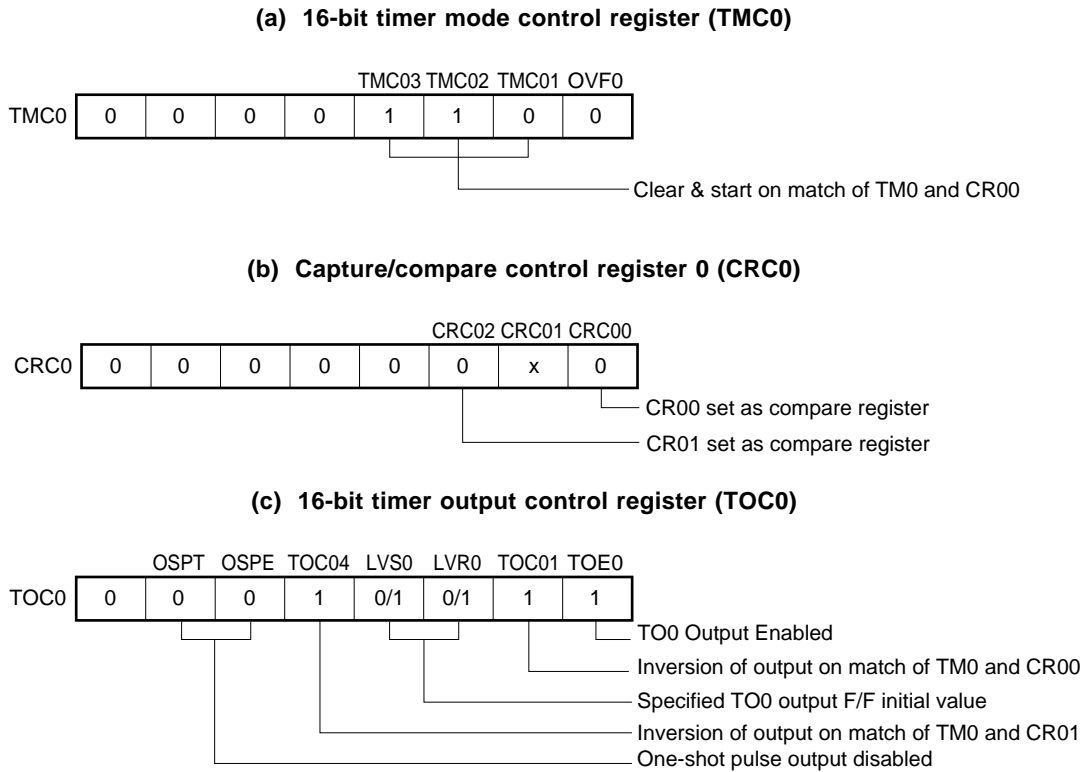 (a) 16-bit timer mode control register (TMC0)
TMC03 TMC02 TMC01 OVF0
TMC0 0 0 0 0 1 1 0 0
Clear & start on match of TM0 and CR00
(b) Capture/compare control register 0 (CRC0)
CRC02 CRC01 CRC00
CRC0 0 0 0 0 0 0 x 0
CR00 set as compare register
CR01 set as compare register
(c) 16-bit timer output control register (TOC0)
OSPT OSPE TOC04 LVS0 LVR0 TOC01 TOE0
TOC0 0 0 0 1 0/1 0/1 1 1
TO0 Output Enabled
Inversion of output on match of TM0 and CR00
Specified TO0 output F/F initial value
Inversion of output on match of TM0 and CR01
One-shot pulse output disabled